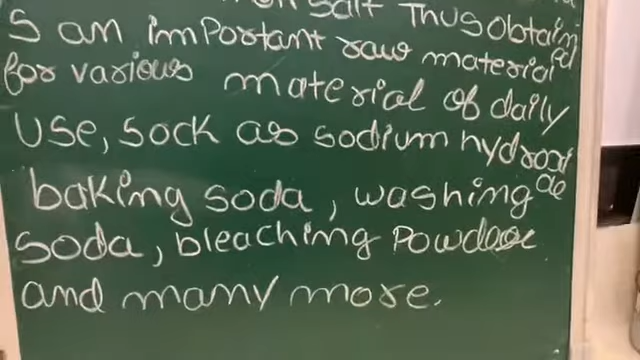 salt Thus obtained
s an important raw material
for various material of daily
use, sock as sodium hydroxide
baking soda, washing
soda, bleaching Powdaoe
and many more.